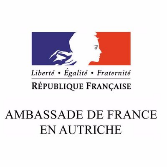 Liberté • Égalité • Fraternité
RÉPUBLIQUE FRANÇAISE
AMBASSADE DE FRANCE
EN AUTRICHE